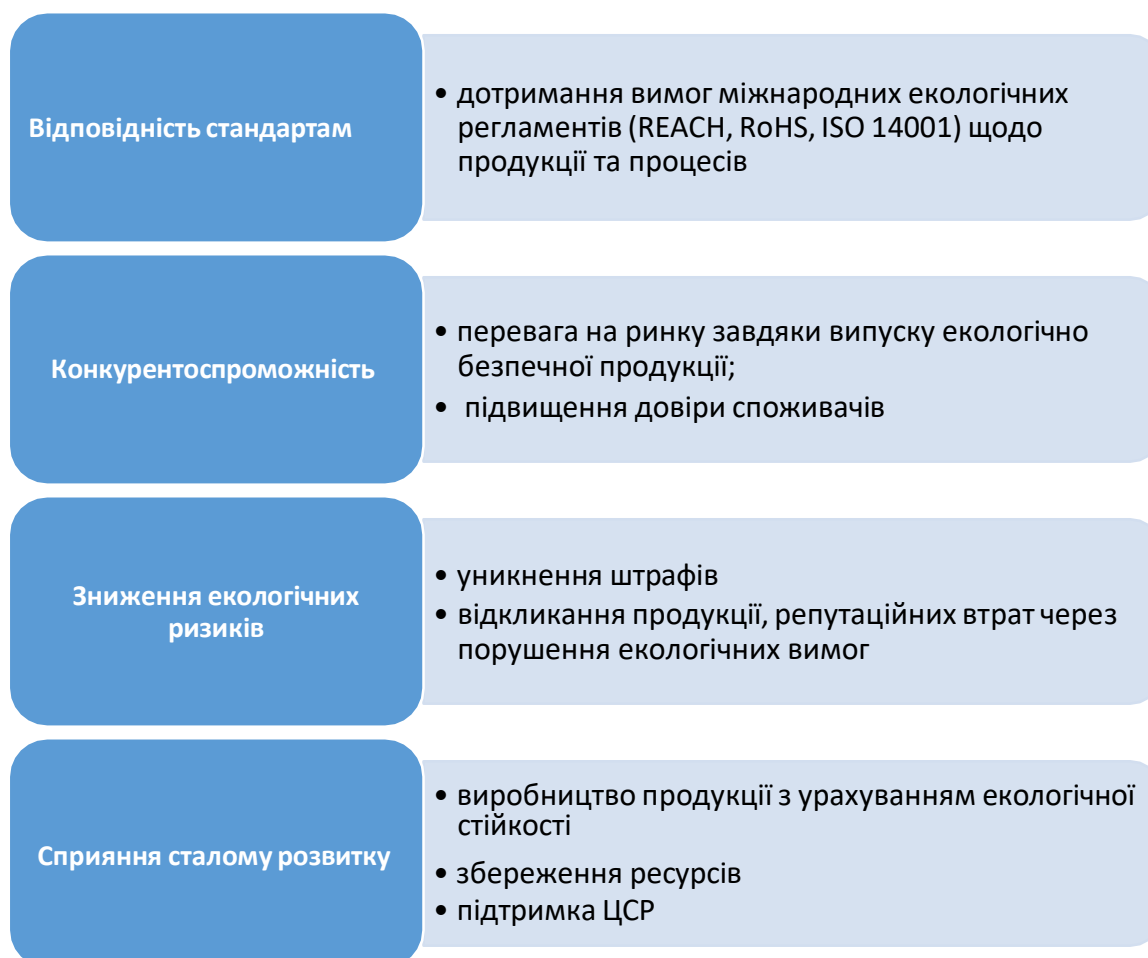 Відповідність стандартам
• дотримання вимог міжнародних екологічних
регламентів (REACH, RoHS, ISO 14001) щодо
продукції та процесів
Конкурентоспроможність
• перевага на ринку завдяки випуску екологічно
безпечної продукції;
• підвищення довіри споживачів
Зниження екологічних
ризиків
• уникнення штрафів
• відкликання продукції, репутаційних втрат через
порушення екологічних вимог
Сприяння сталому розвитку
• виробництво продукції з урахуванням екологічної
стійкості
• збереження ресурсів
• підтримка ЦСР